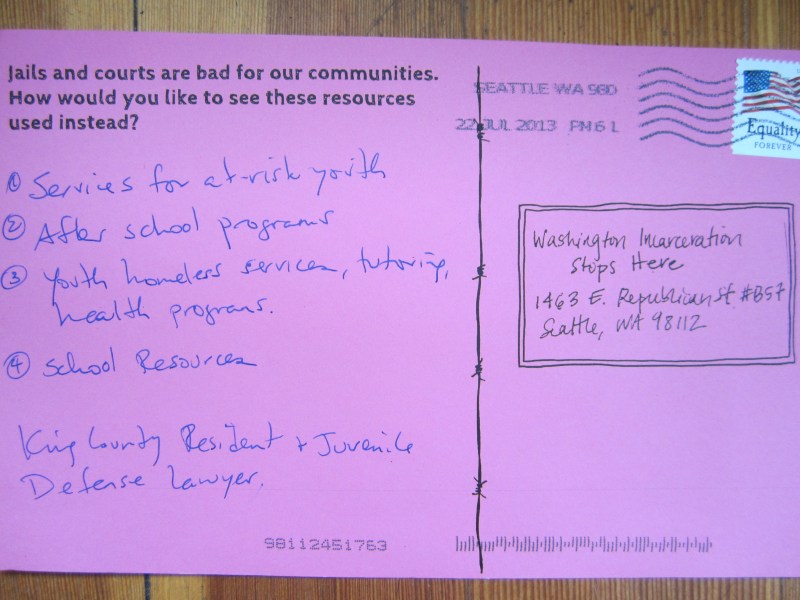 Jails and courts are bad for our communities.
How would you like to see these resources
used instead?
① Services for at-risk youth
② After school programs
③ Youth homeless services, tutoring,
health programs.
④ School Resources
King County Resident + Juvenile
Defense Lawyer.
98112451763
SEATTLE WA 980
22 JUL 2013 PM 6 L
Equality
FOREVER
Washington Incarceration
Stops Here
1463 E. Republican St. #B57
Seattle, WA 98112